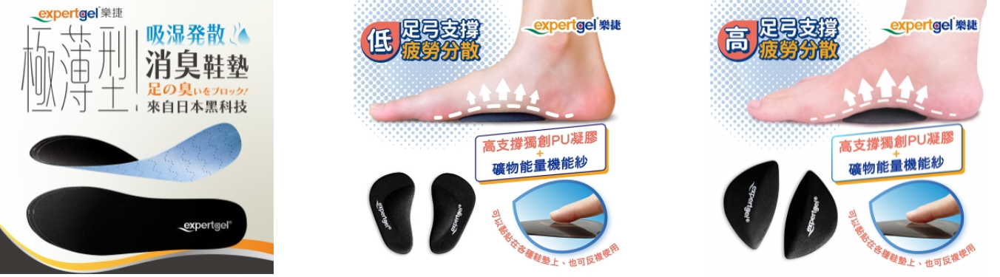 expertgel® 樂捷
極薄型
吸湿発散
消臭鞋墊
足の臭いをブロック!
來自日本黑科技
expertgel®
expertgel® 樂捷
低 足弓支撐
疲勞分散
高支撐獨創PU凝膠
+
礦物能量機能紗
expertgel®
expertgel®
可以黏貼在各種鞋墊上、也可反複使用
expertgel® 樂捷
高 足弓支撐
疲勞分散
高支撐獨創PU凝膠
+
礦物能量機能紗
expertgel®
expertgel®
可以黏貼在各種鞋墊上、也可反複使用